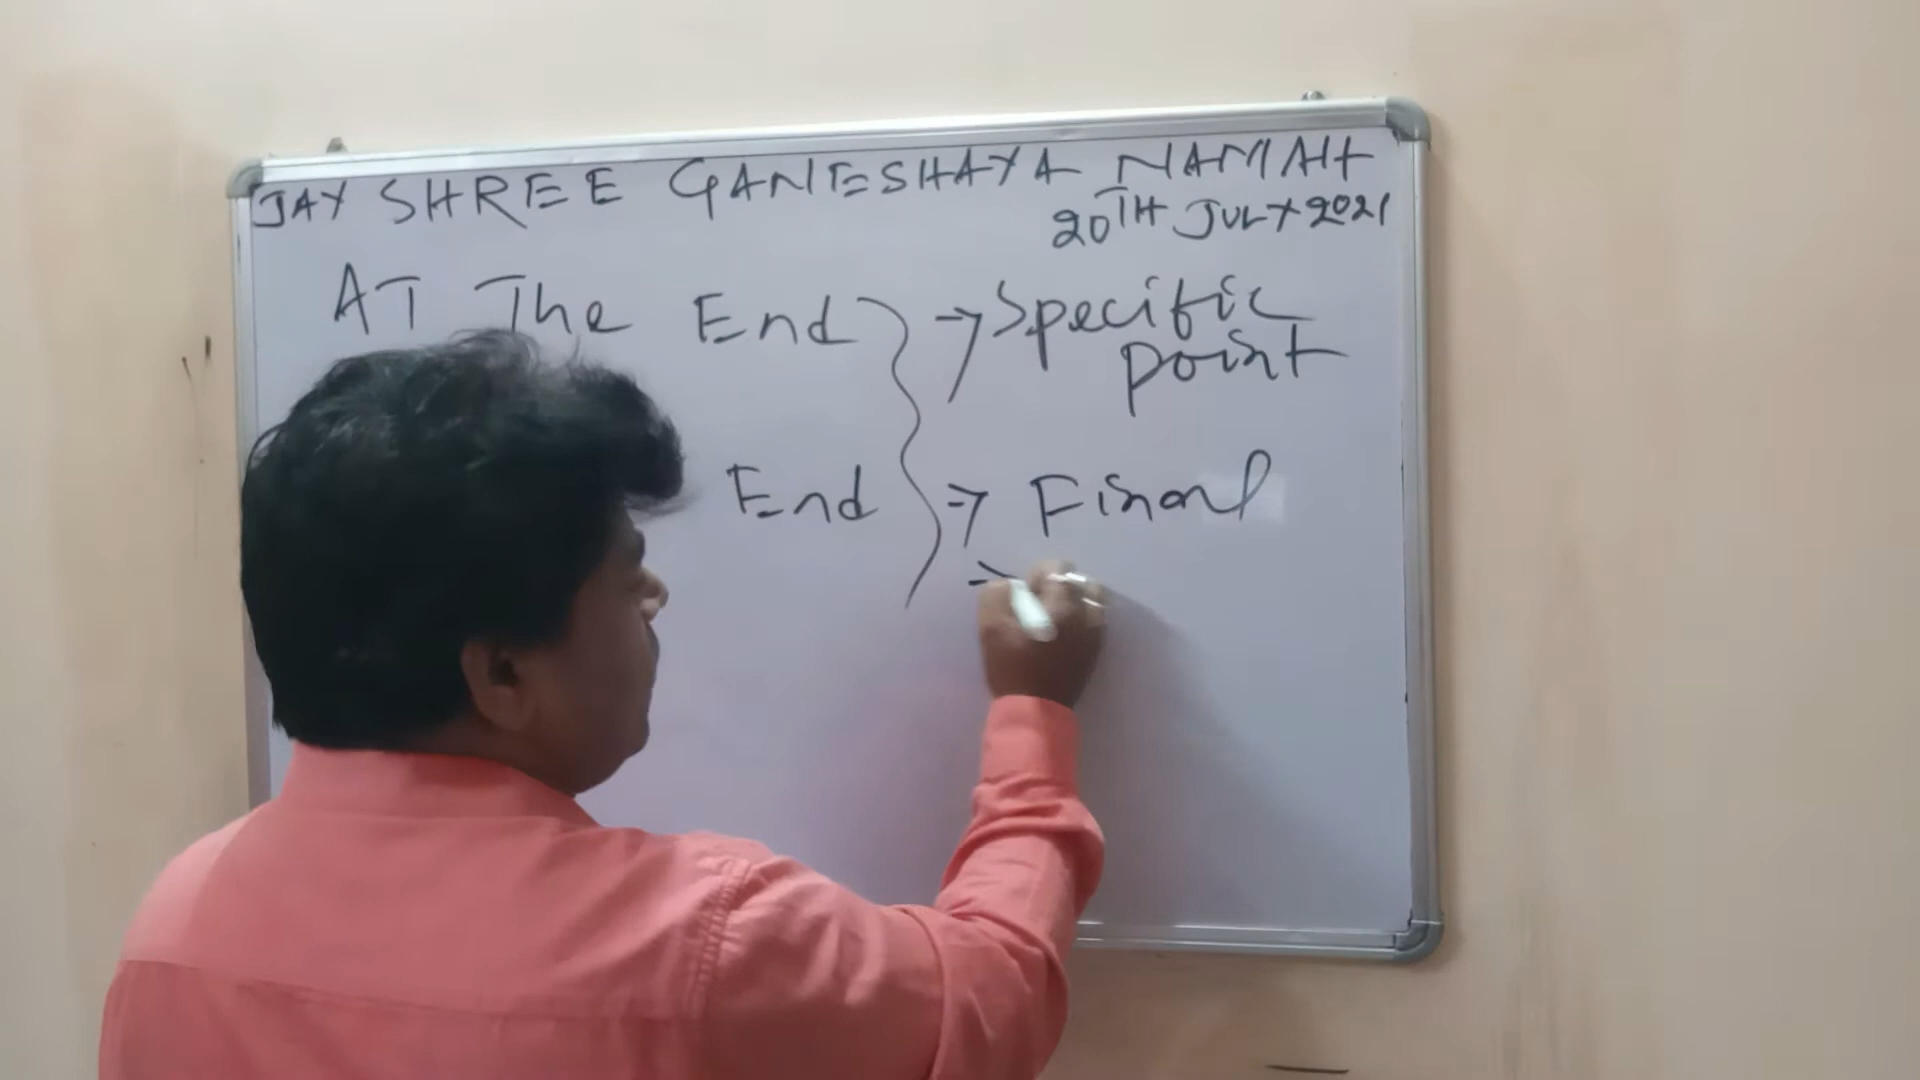 JAY SHREE GANESHAYA NAMAH
20TH JULY 2021
AT The End → Specific
point
End → Final
→